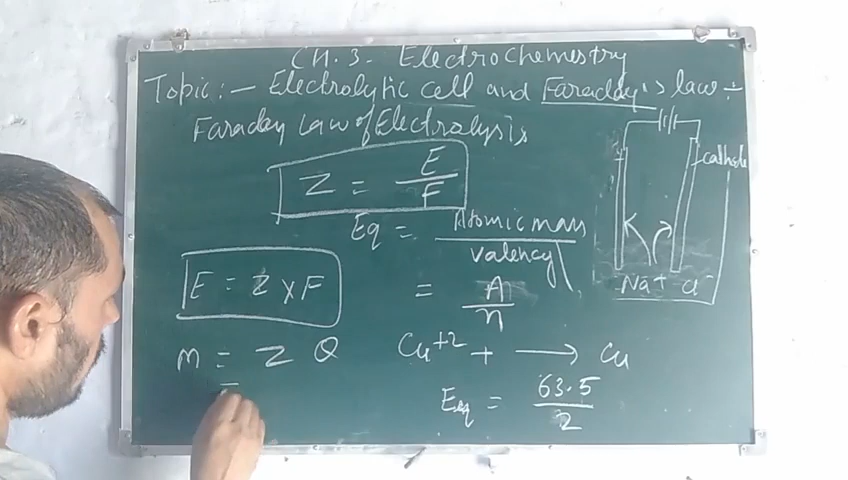 CH. 3 - Electrochemestry
Topic:- Electrolytic cell and Faraday's law:-
Faraday Law of Electrolysis
Z = E/F
Eq = Atomic mass/valency
= A/n
E = Z x F
M = Z Q
=
Cu+2 + → Cu
Eeq = 63.5/2
+
cathode
Na+ Cl-